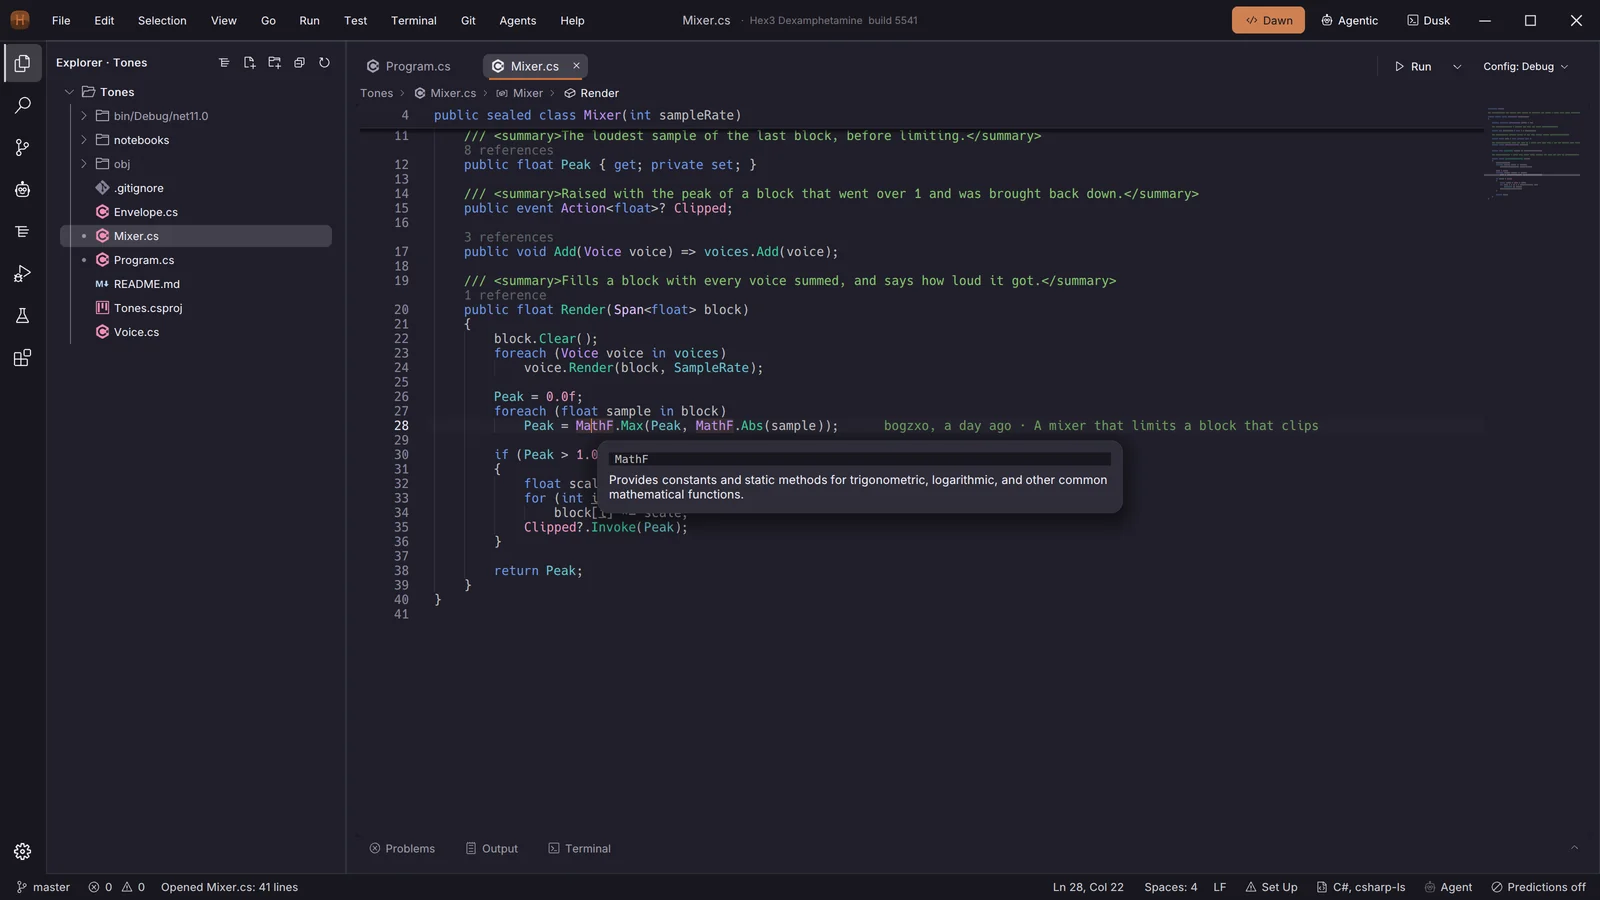 File Edit Selection View Go Run Test Terminal Git Agents Help
Mixer.cs · Hex3 Dexamphetamine build 5541
Dawn Agentic Dusk
Explorer · Tones
Tones
bin/Debug/net11.0
notebooks
obj
.gitignore
Envelope.cs
Mixer.cs
Program.cs
README.md
Tones.csproj
Voice.cs
Program.cs Mixer.cs
Run Config: Debug
Tones > Mixer.cs > Mixer > Render
4 public sealed class Mixer(int sampleRate)
11 /// <summary>The loudest sample of the last block, before limiting.</summary>
8 references
12 public float Peak { get; private set; }
13
14 /// <summary>Raised with the peak of a block that went over 1 and was brought back down.</summary>
15 public event Action<float>? Clipped;
16
3 references
17 public void Add(Voice voice) => voices.Add(voice);
18
19 /// <summary>Fills a block with every voice summed, and says how loud it got.</summary>
1 reference
20 public float Render(Span<float> block)
21 {
22 block.Clear();
23 foreach (Voice voice in voices)
24 voice.Render(block, SampleRate);
25
26 Peak = 0.0f;
27 foreach (float sample in block)
28 Peak = MathF.Max(Peak, MathF.Abs(sample)); bogzxo, a day ago · A mixer that limits a block that clips
29
30 if (Peak > 1.0
31 {
32 float scal
33 for (int i
34 block[i] *= scale;
35 Clipped?.Invoke(Peak);
36 }
37
38 return Peak;
39 }
40 }
41
MathF
Provides constants and static methods for trigonometric, logarithmic, and other common
mathematical functions.
Problems Output Terminal
master 0 0 Opened Mixer.cs: 41 lines
Ln 28, Col 22 Spaces: 4 LF Set Up C#, csharp-ls Agent Predictions off